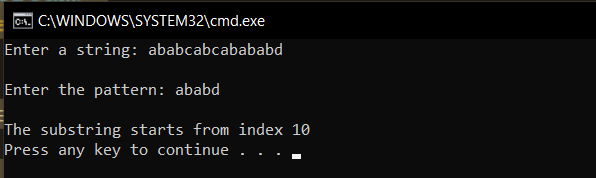 C:\WINDOWS\SYSTEM32\cmd.exe
Enter a string: ababcabcabababd
Enter the pattern: ababd
The substring starts from index 10
Press any key to continue . . .